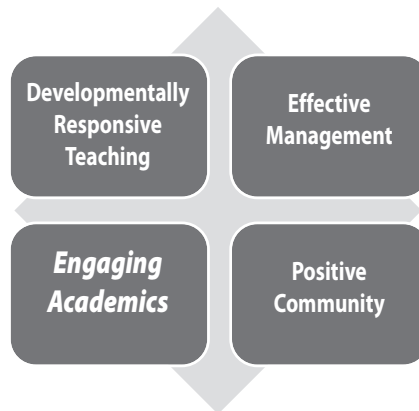 Developmentally
Responsive
Teaching
Effective
Management
Engaging
Academics
Positive
Community